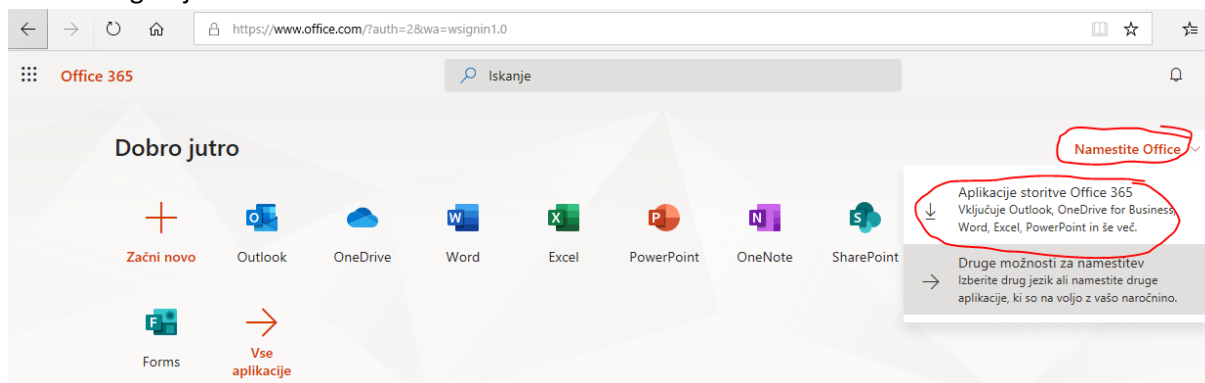 https://www.office.com/?auth=2&wa=wsignin1.0
Office 365
Iskanje
Dobro jutro
Namestite Office
Aplikacije storitve Office 365
Vključuje Outlook, OneDrive for Business,
Word, Excel, PowerPoint in še več.
Druge možnosti za namestitev
Izberite drug jezik ali namestite druge
aplikacije, ki so na voljo z vašo naročnino.
Začni novo
Outlook
OneDrive
Word
Excel
PowerPoint
OneNote
SharePoint
Forms
Vse
aplikacije